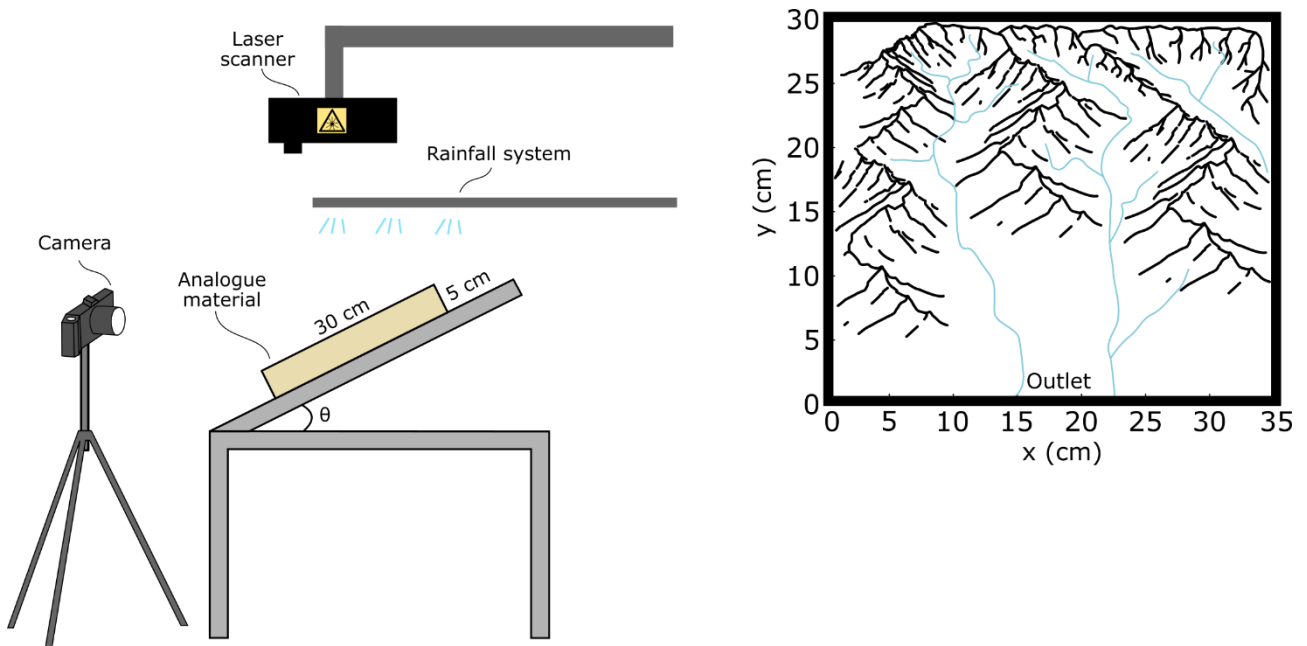 Laser
scanner
Rainfall system
Camera
Analogue
material
30 cm
5 cm
θ
30
25
20
15
10
5
0
y (cm)
Outlet
0 5 10 15 20 25 30 35
x (cm)